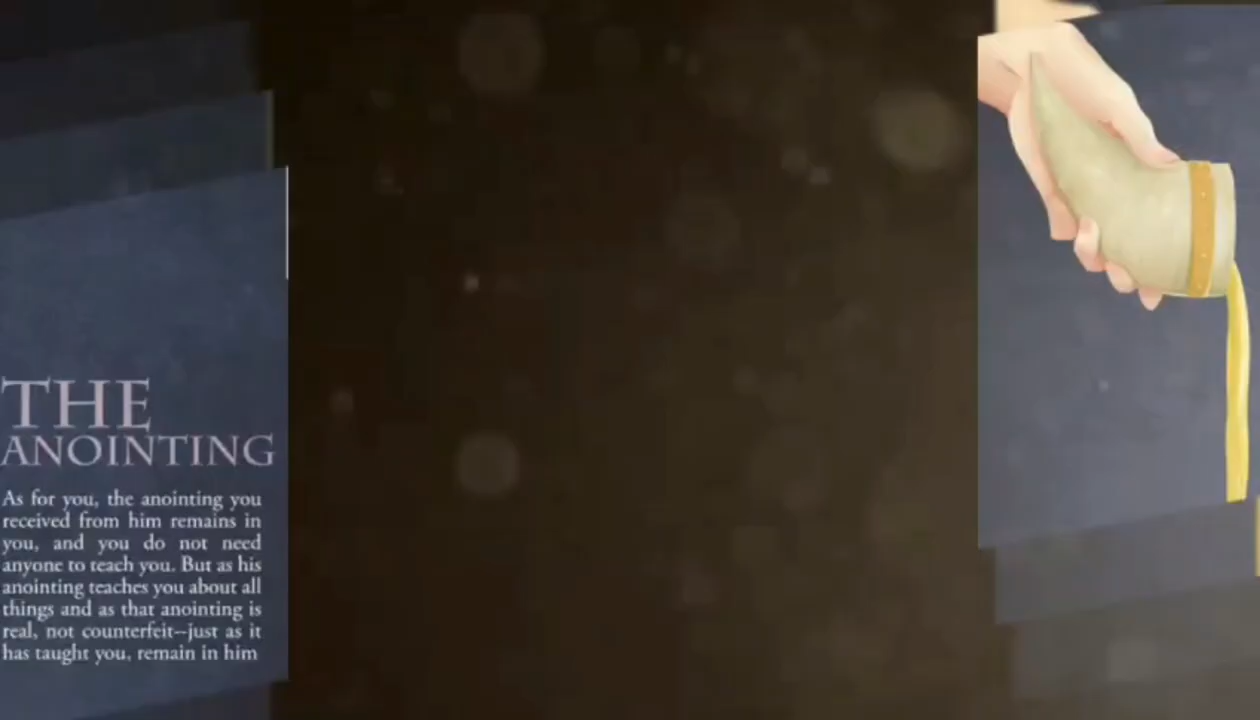 THE
ANOINTING
As for you, the anointing you
received from him remains in
you, and you do not need
anyone to teach you. But as his
anointing teaches you about all
things and as that anointing is
real, not counterfeit--just as it
has taught you, remain in him